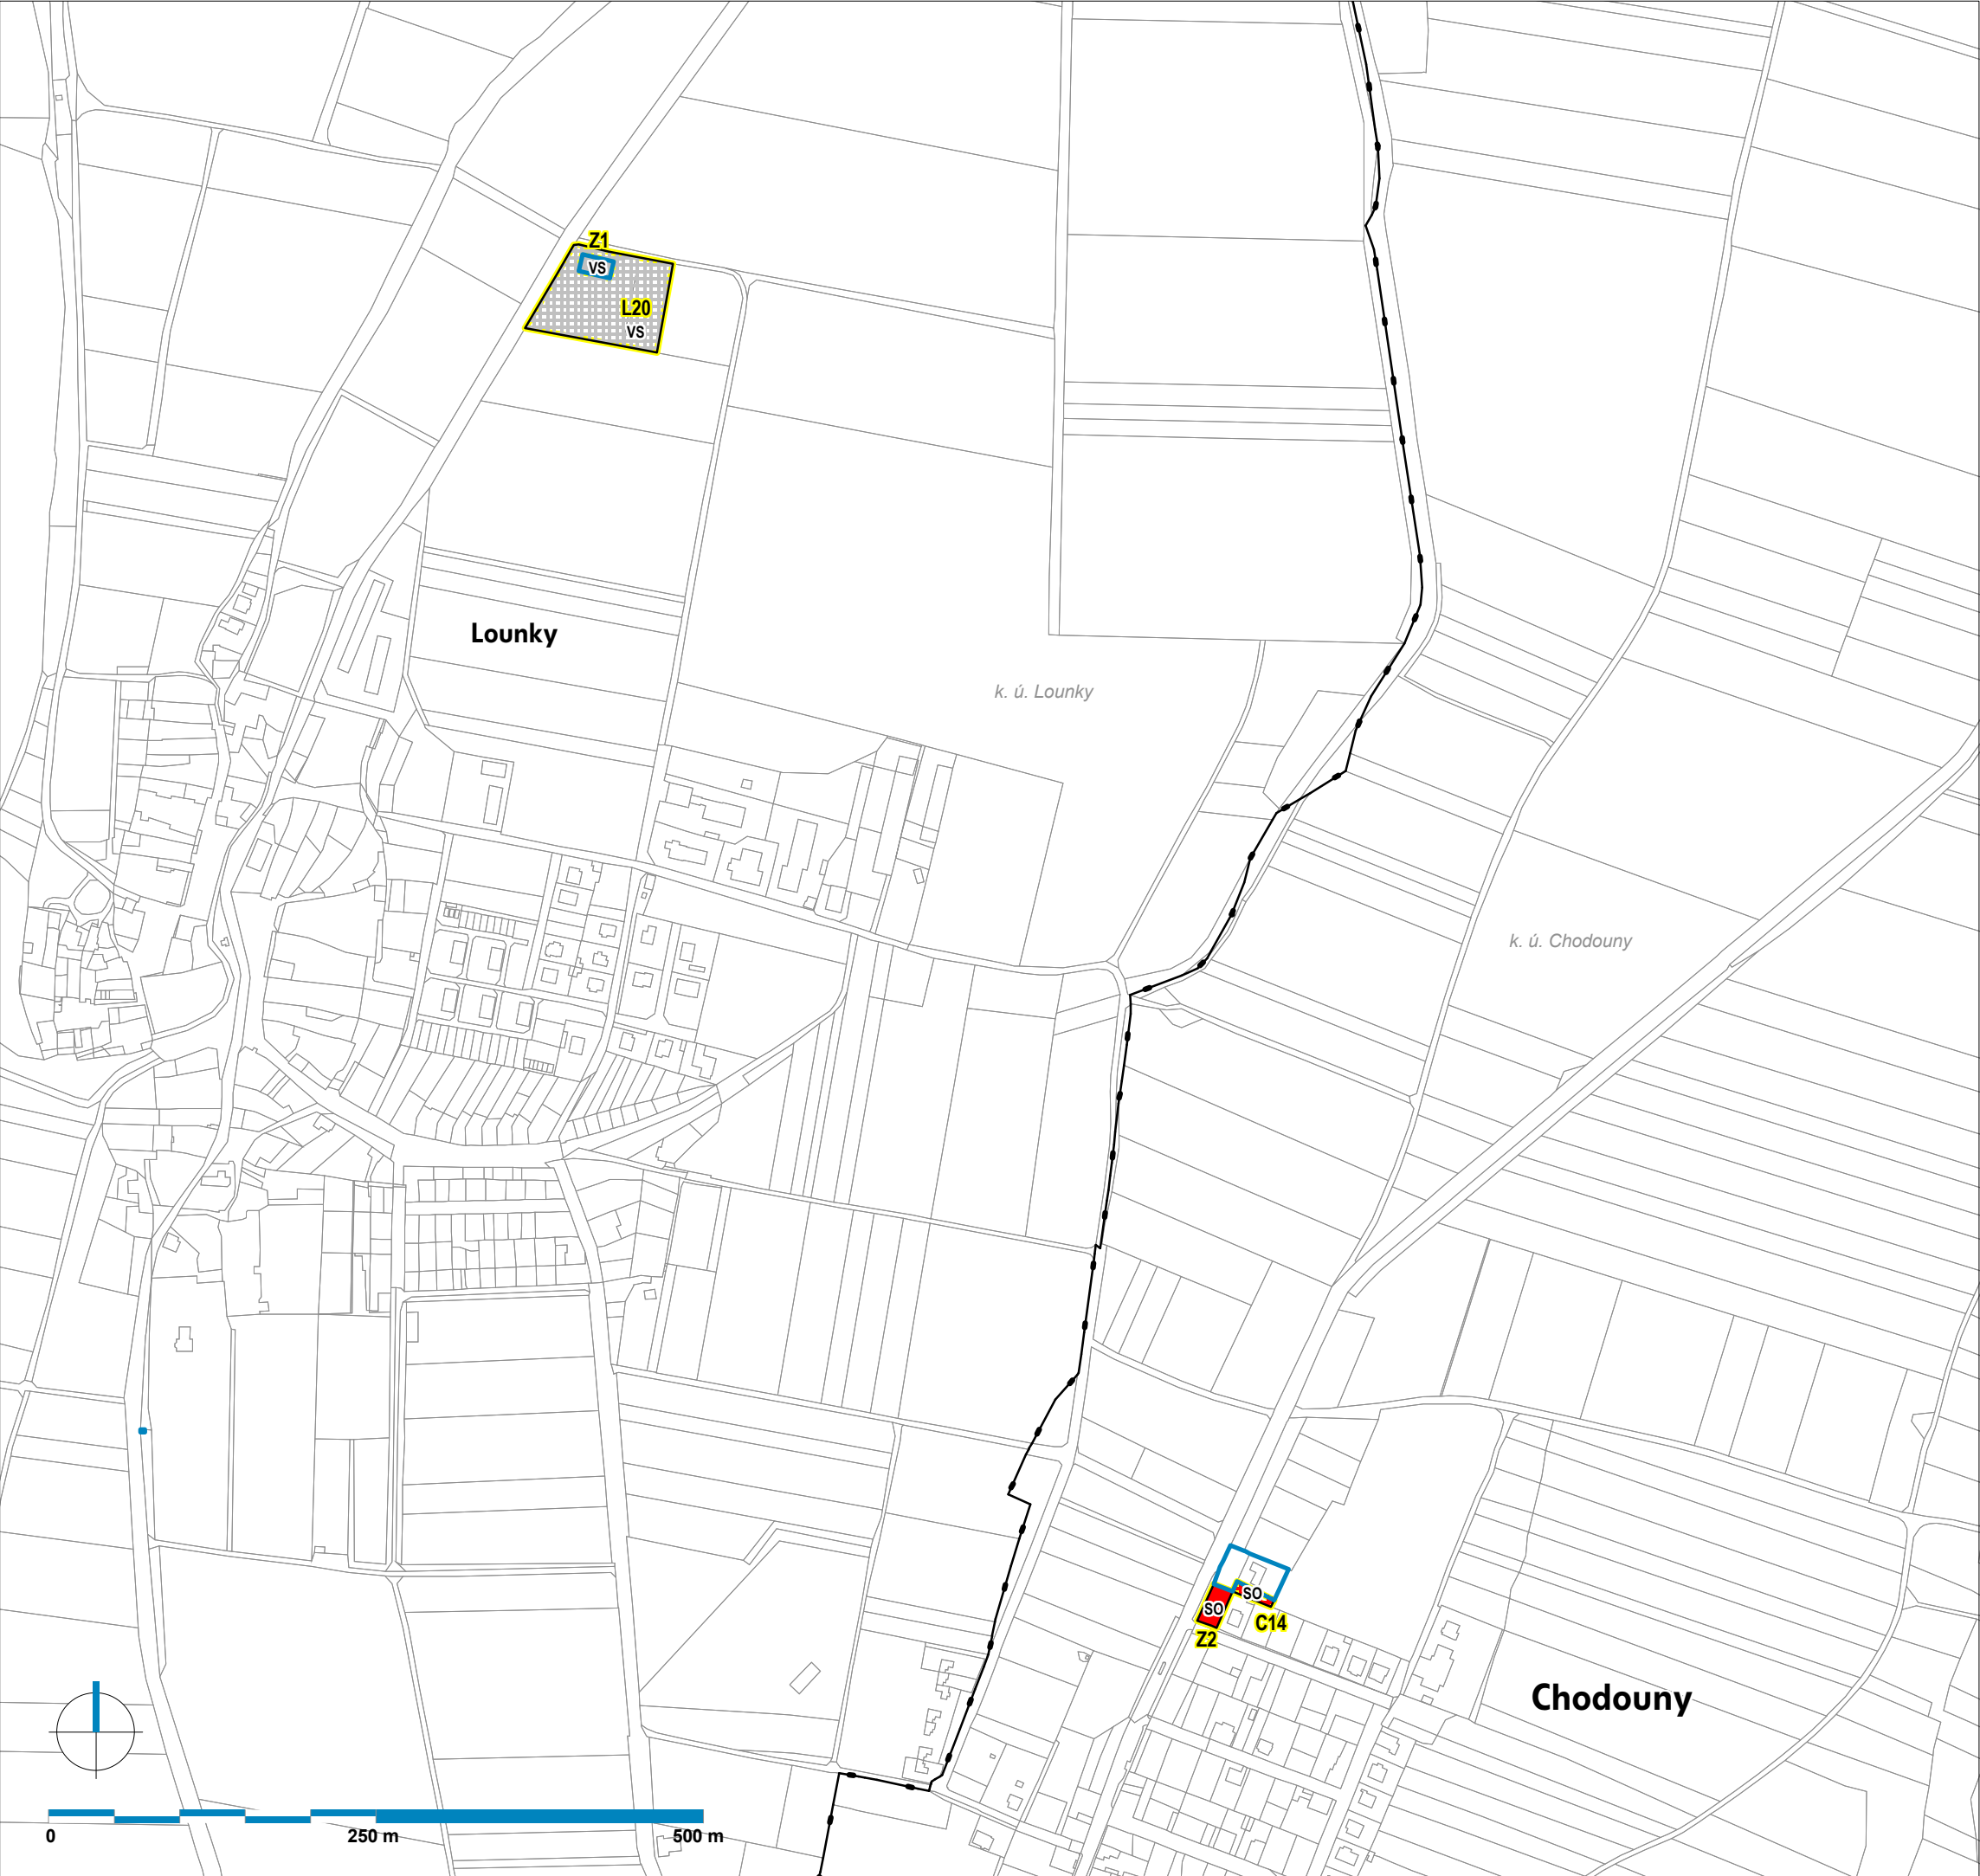 Z1
VS
L20
VS
Lounky
k. ú. Lounky
k. ú. Chodouny
SO
SO
C14
Z2
Chodouny
0 250 m 500 m